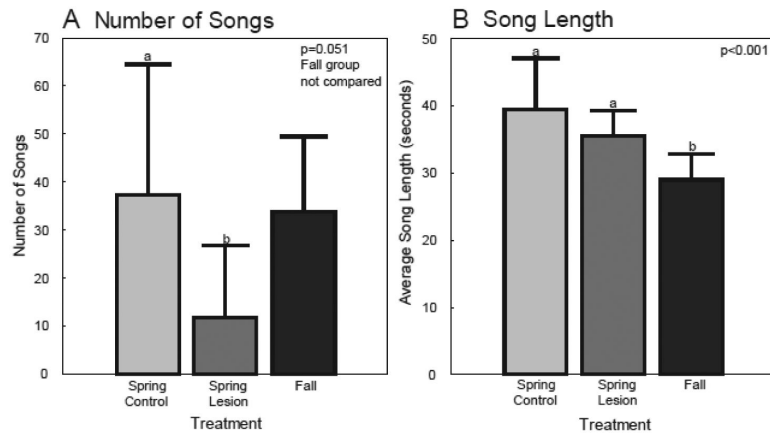 A Number of Songs
70
60
50
40
30
20
10
0
Number of Songs
a
b
p=0.051
Fall group
not compared
Spring Control
Spring Lesion
Fall
Treatment
B Song Length
50
40
30
20
10
0
Average Song Length (seconds)
a
a
b
p<0.001
Spring Control
Spring Lesion
Fall
Treatment